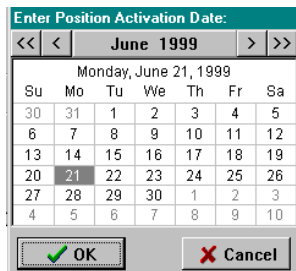 Enter Position Activation Date:
<< < June 1999 > >>
Monday, June 21, 1999
Su Mo Tu We Th Fr Sa
30 31 1 2 3 4 5
6 7 8 9 10 11 12
13 14 15 16 17 18 19
20 21 22 23 24 25 26
27 28 29 30 1 2 3
4 5 6 7 8 9 10
OK Cancel